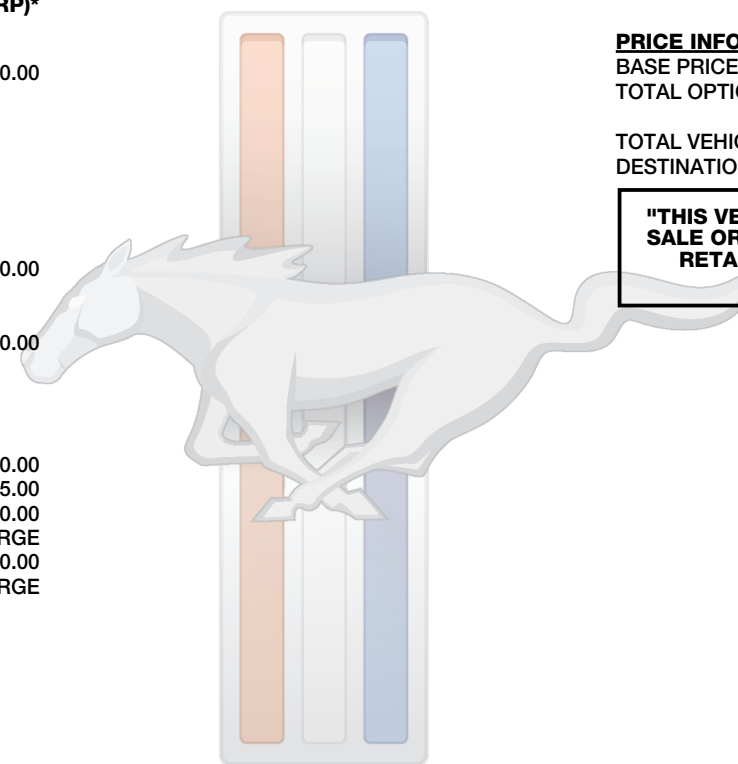 RP)*
0.00
0.00
0.00
0.00
5.00
0.00
RGE
0.00
RGE
PRICE INFO
BASE PRICE
TOTAL OPTIO
TOTAL VEHIC
DESTINATIO
"THIS VE
SALE OR
RETA